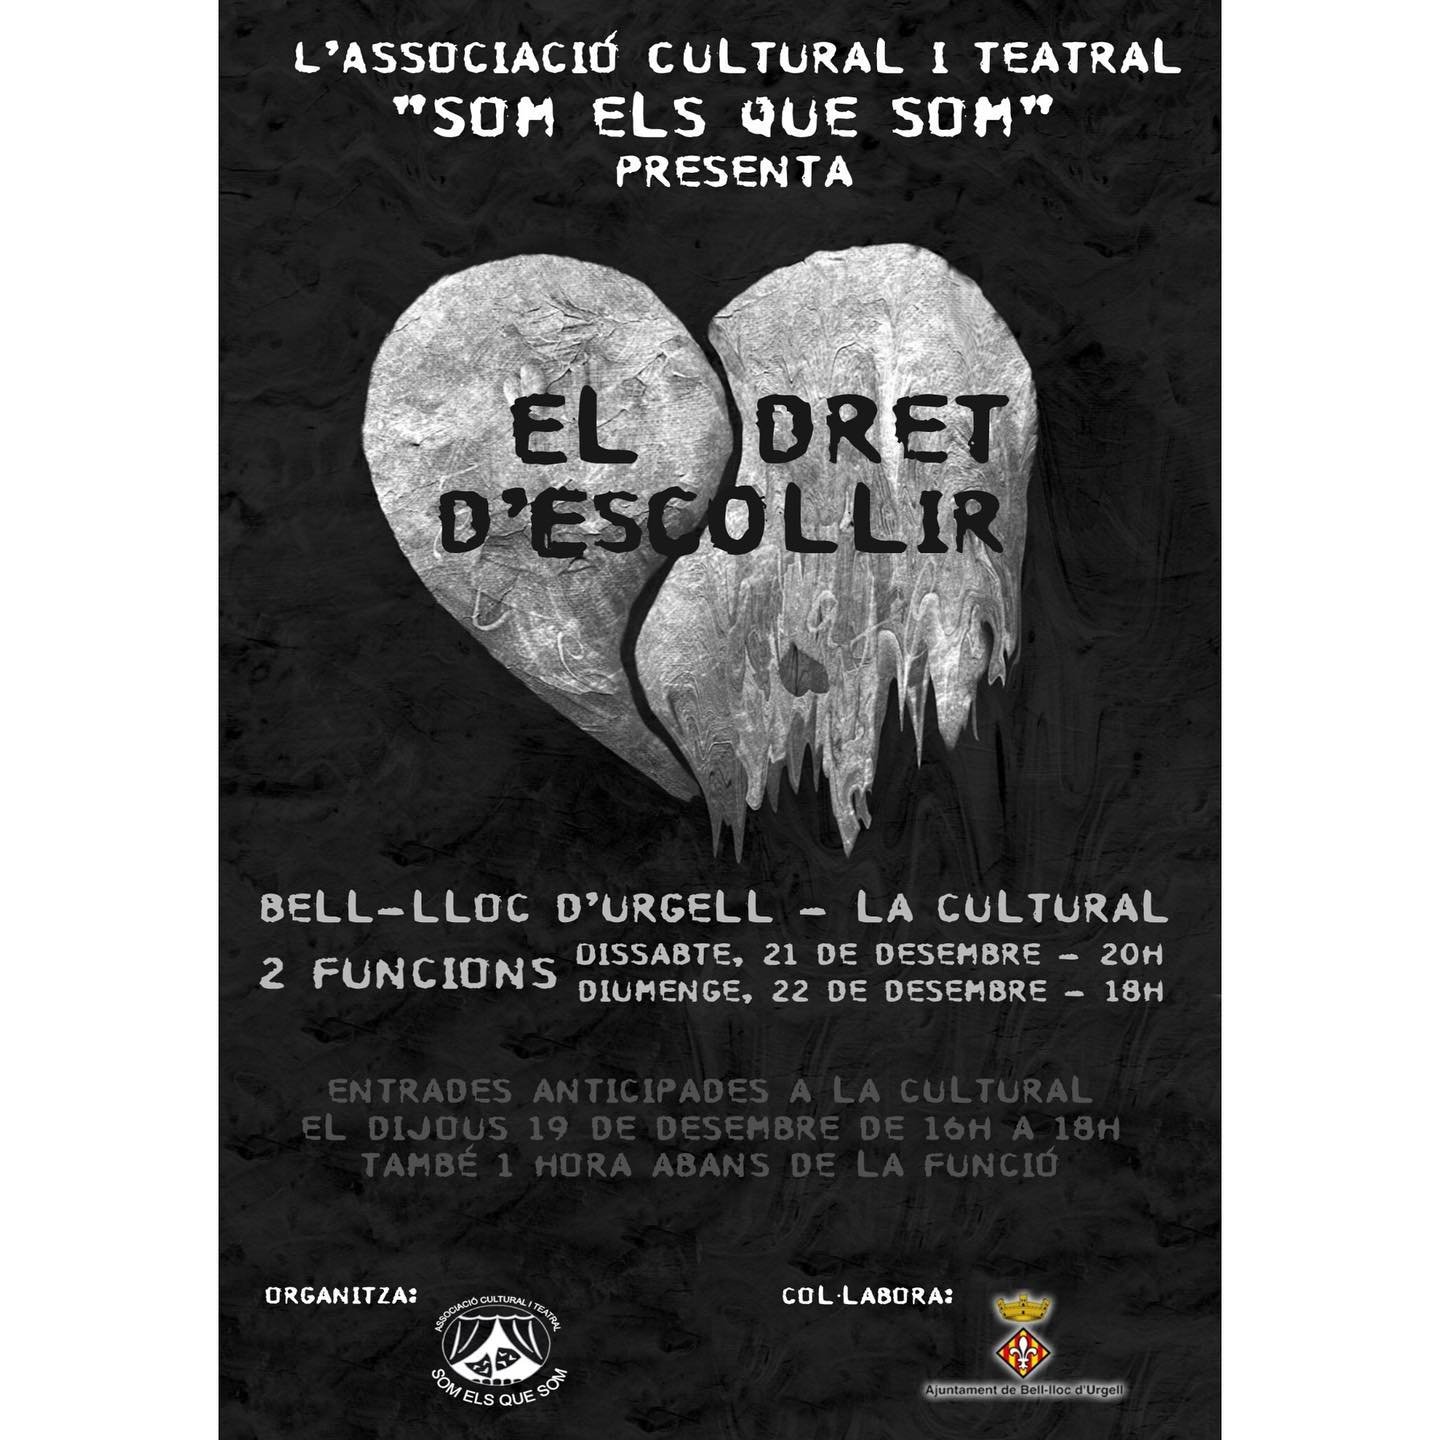 L'ASSOCIACIÓ CULTURAL I TEATRAL
"SOM ELS QUE SOM"
PRESENTA
EL DRET
D'ESCOLLIR
BELL-LLOC D'URGELL - LA CULTURAL
2 FUNCIONS
DISSABTE, 21 DE DESEMBRE - 20H
DIUMENGE, 22 DE DESEMBRE - 18H
ENTRADES ANTICIPADES A LA CULTURAL
EL DIJOUS 19 DE DESEMBRE DE 16H A 18H
TAMBÉ 1 HORA ABANS DE LA FUNCIÓ
ORGANITZA:
ASSOCIACIÓ CULTURAL I TEATRAL
SOM ELS QUE SOM
COL·LABORA:
Ajuntament de Bell-lloc d'Urgell